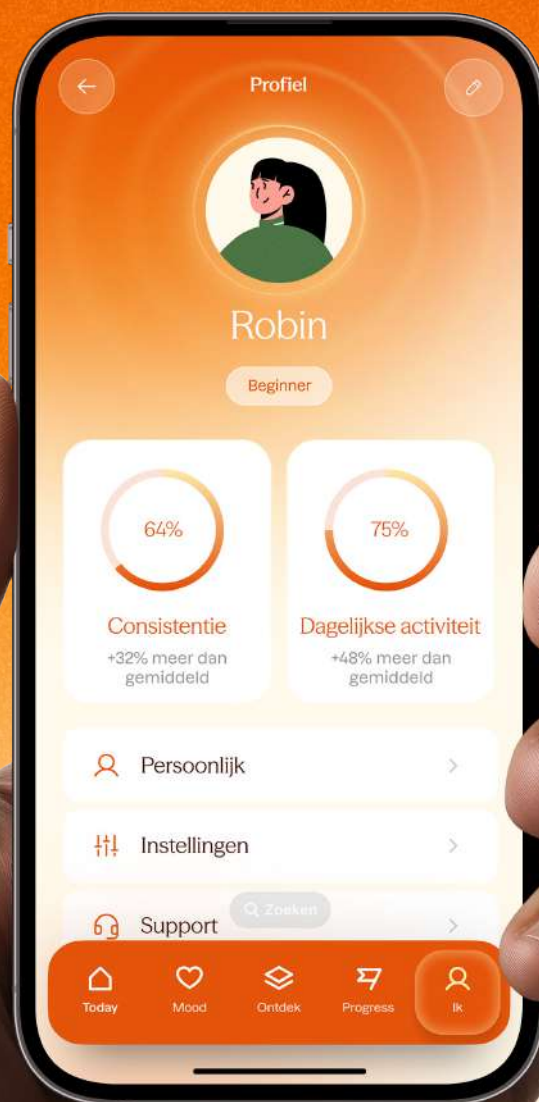 Profiel
Robin
Beginner
64%
75%
Consistentie
Dagelijkse activiteit
+32% meer dan
gemiddeld
+48% meer dan
gemiddeld
Persoonlijk
Instellingen
Zoeken
Support
Today
Mood
Ontdek
Progress
Ik